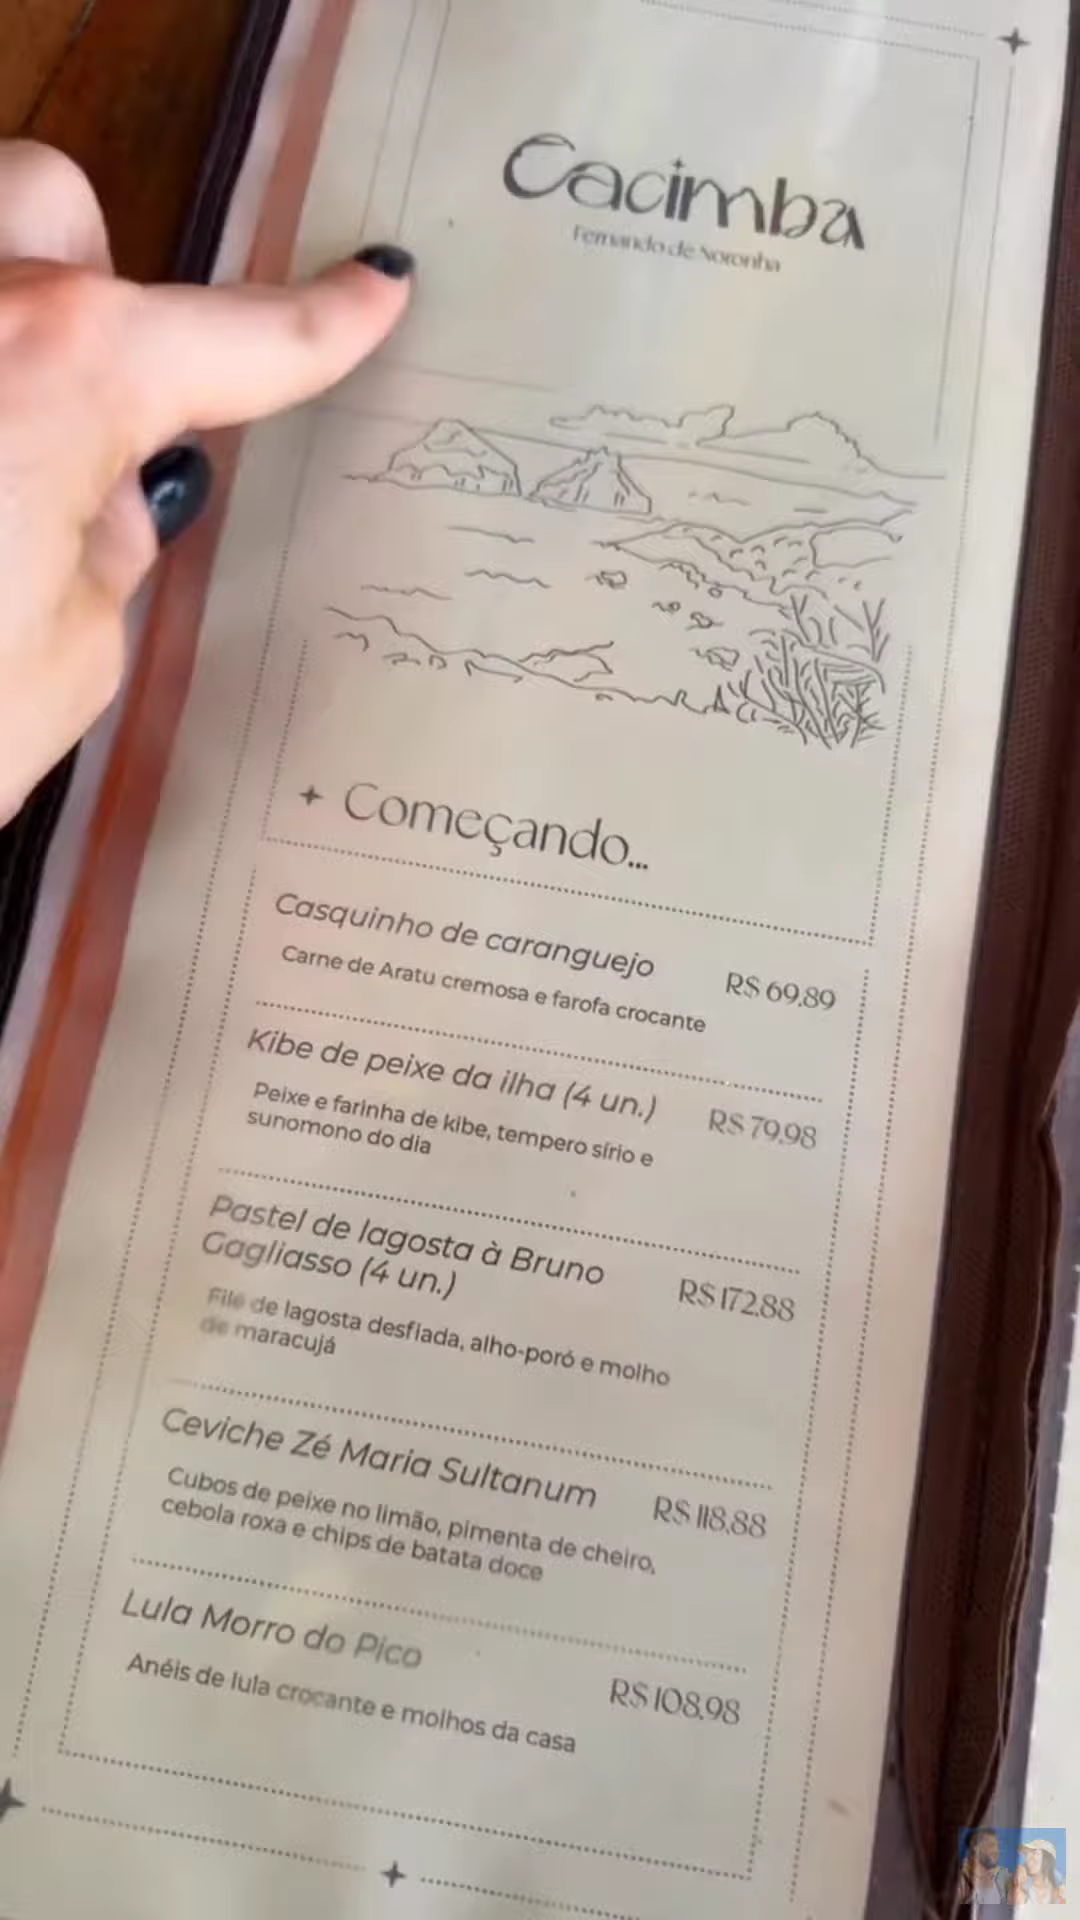 Cacimba
Fernando de Noronha
Começando...
Casquinho de caranguejo
R$ 69,89
Carne de Aratu cremosa e farofa crocante
Kibe de peixe da ilha (4 un.)
R$ 79,98
Peixe e farinha de kibe, tempero sírio e
sunomono do dia
Pastel de lagosta à Bruno
Gagliasso (4 un.)
R$ 172,88
Filé de lagosta desfiada, alho-poró e molho
de maracujá
Ceviche Zé Maria Sultanum
R$ 118,88
Cubos de peixe no limão, pimenta de cheiro,
cebola roxa e chips de batata doce
Lula Morro do Pico
R$ 108,98
Anéis de lula crocante e molhos da casa